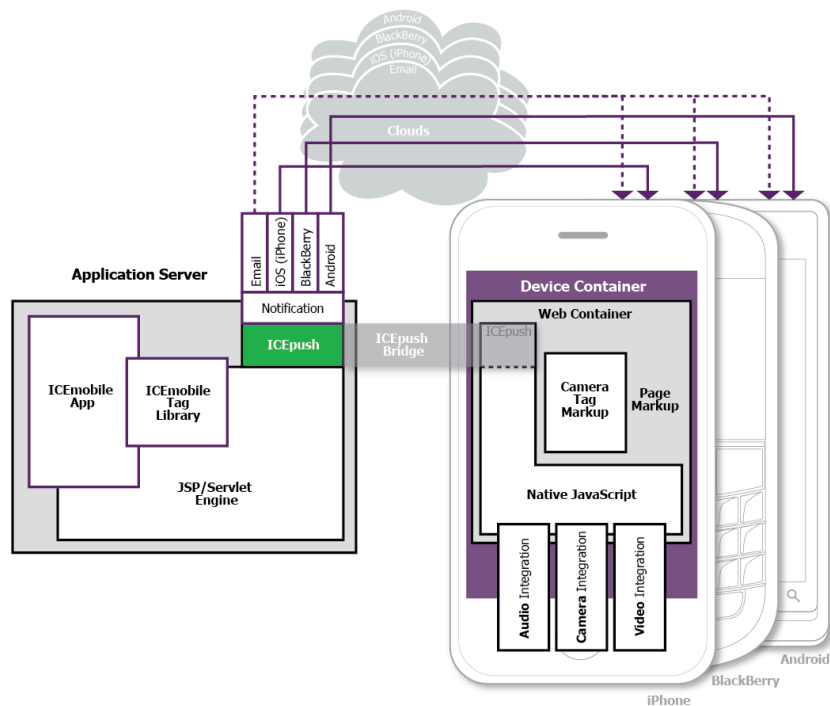 Android
BlackBerry
iOS (iPhone)
Email
Clouds
Email
iOS (iPhone)
BlackBerry
Android
Application Server
Notification
ICEpush
ICEpush
Bridge
ICEmobile
App
ICEmobile
Tag
Library
JSP/Servlet
Engine
Device Container
Web Container
ICEpush
Camera
Tag
Markup
Page
Markup
Native JavaScript
Audio Integration
Camera Integration
Video Integration
Android
BlackBerry
iPhone